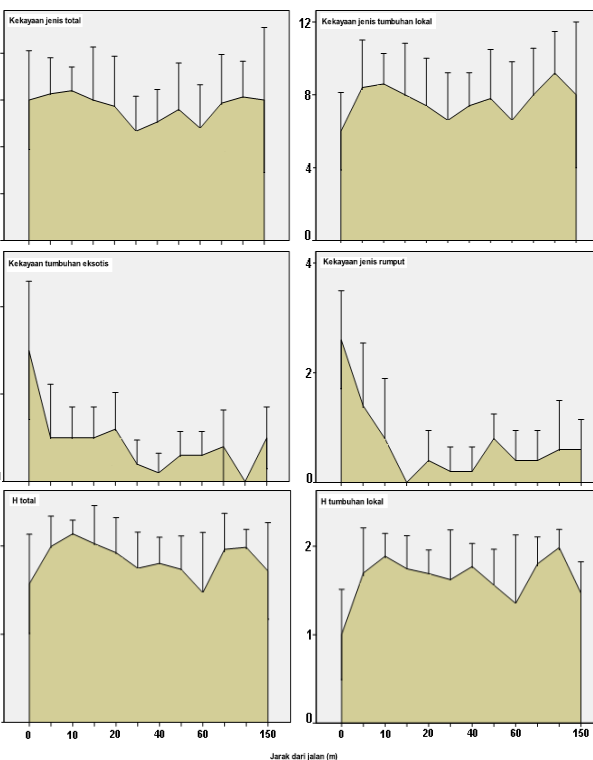 Kekayaan jenis total
Kekayaan jenis tumbuhan lokal
12
8
4
0
Kekayaan tumbuhan eksotis
Kekayaan jenis rumput
4
2
0
H total
H tumbuhan lokal
2
1
0
0 10 20 40 60 150
0 10 20 40 60 150
Jarak dari jalan (m)